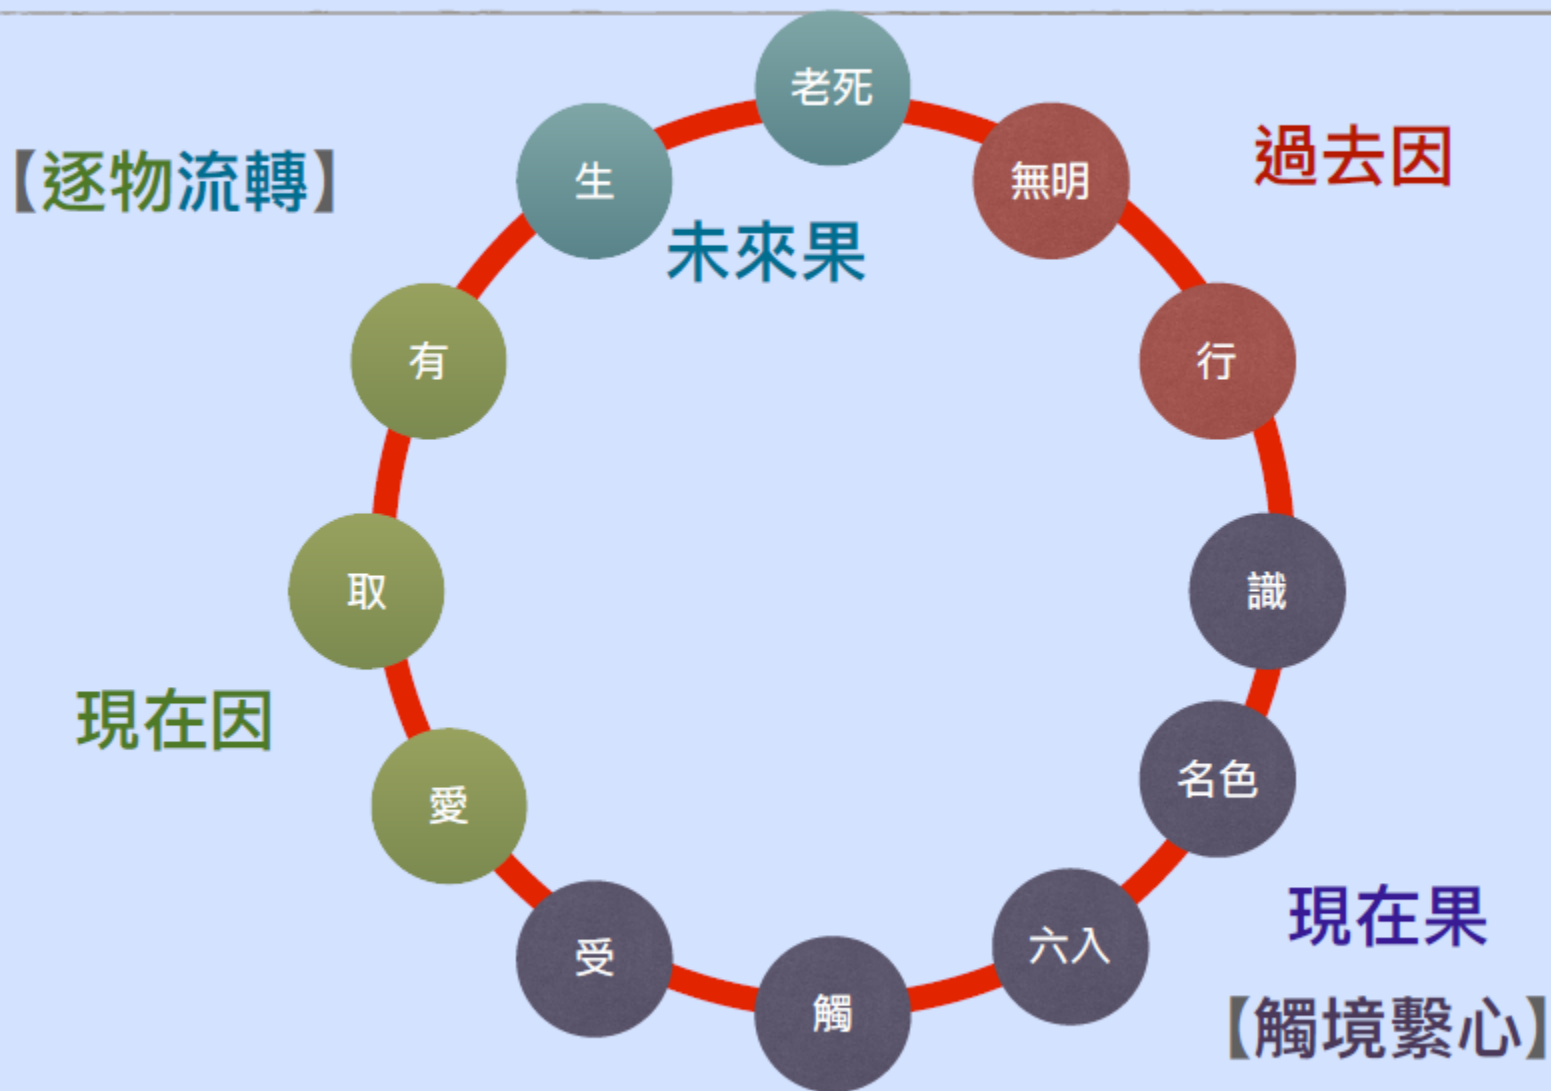 老死
無明
過去因
【逐物流轉】
生
未來果
有
行
取
識
現在因
名色
愛
現在果
六入
受
觸
【觸境繫心】